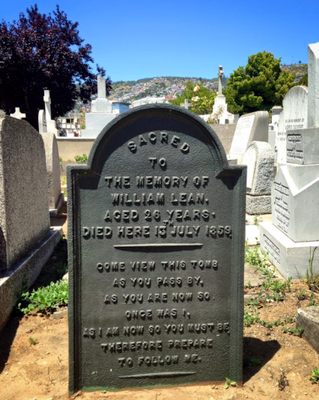 SACRED
TO
THE MEMORY OF
WILLIAM LEAN,
AGED 26 YEARS.
DIED HERE 13 JULY 1859.
COME VIEW THIS TOMB
AS YOU PASS BY,
AS YOU ARE NOW SO
ONCE WAS I,
AS I AM NOW SO YOU MUST BE
THEREFORE PREPARE
TO FOLLOW ME.